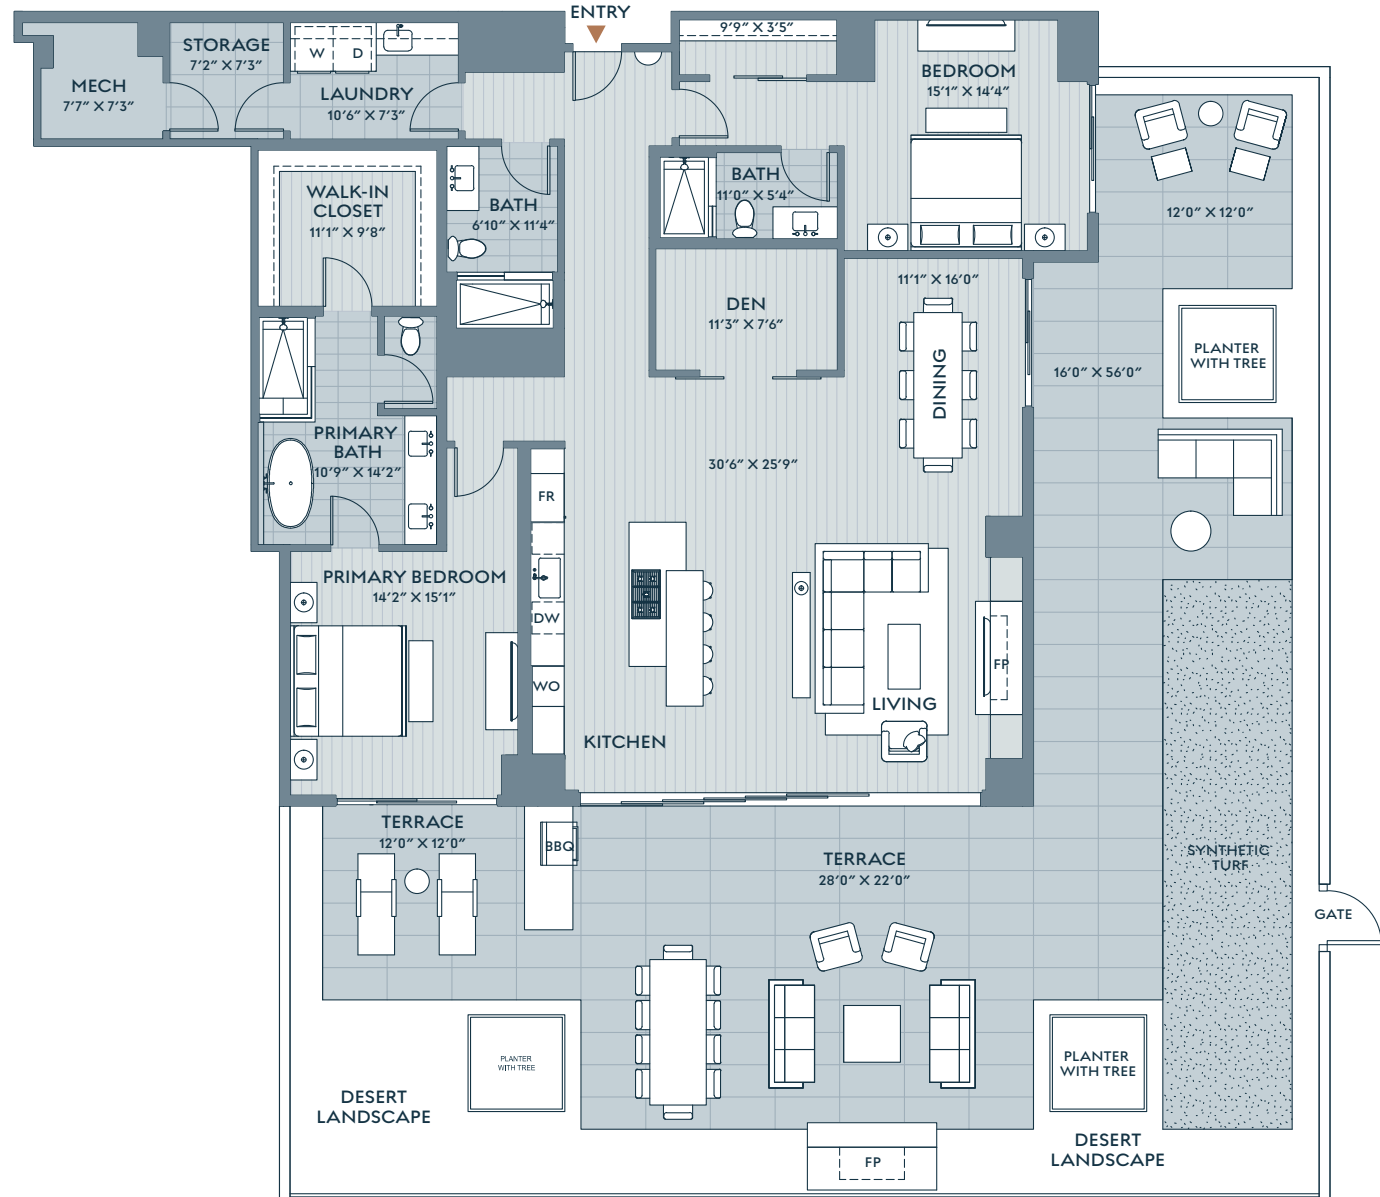 ENTRY
9'9" X 3'5"
STORAGE
7'2" X 7'3"
W
D
MECH
7'7" X 7'3"
LAUNDRY
10'6" X 7'3"
BEDROOM
15'1" X 14'4"
WALK-IN
CLOSET
11'1" X 9'8"
BATH
6'10" X 11'4"
BATH
11'0" X 5'4"
12'0" X 12'0"
11'1" X 16'0"
DEN
11'3" X 7'6"
DINING
16'0" X 56'0"
PLANTER
WITH TREE
PRIMARY
BATH
10'9" X 14'2"
30'6" X 25'9"
FR
PRIMARY BEDROOM
14'2" X 15'1"
DW
WO
FP
LIVING
KITCHEN
TERRACE
12'0" X 12'0"
BBQ
TERRACE
28'0" X 22'0"
SYNTHETIC
TURF
GATE
PLANTER
WITH TREE
PLANTER
WITH TREE
DESERT
LANDSCAPE
DESERT
LANDSCAPE
FP